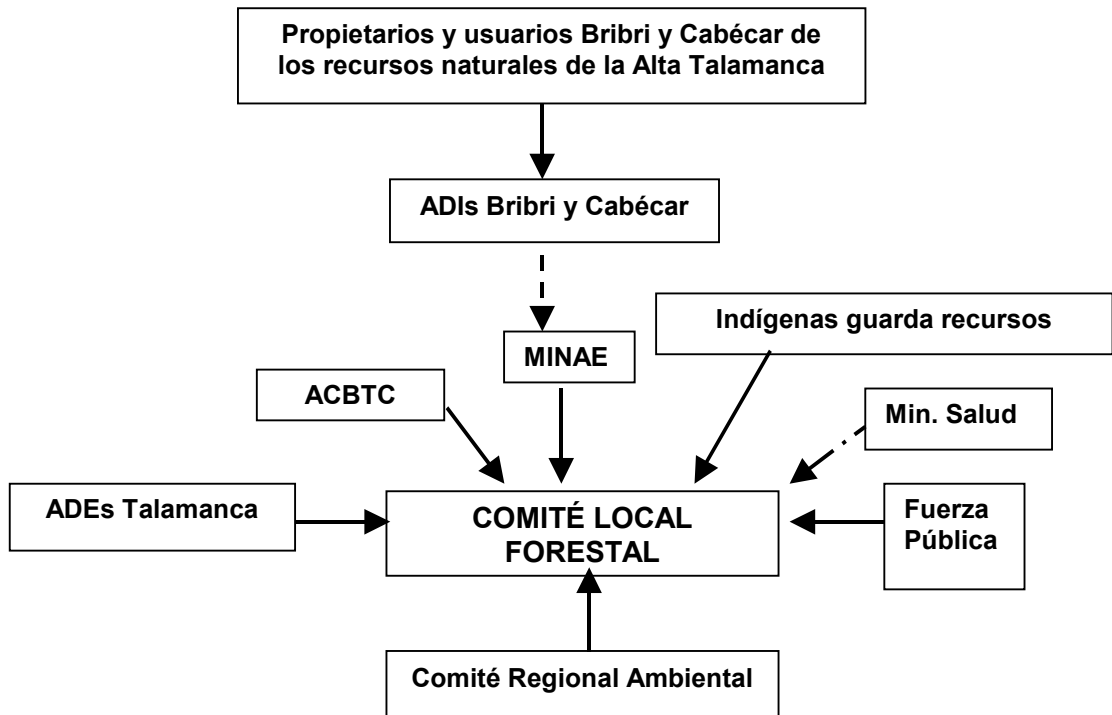 Propietarios y usuarios Bribri y Cabécar de
los recursos naturales de la Alta Talamanca
ADIs Bribri y Cabécar
Indígenas guarda recursos
MINAE
ACBTC
Min. Salud
ADEs Talamanca
COMITÉ LOCAL
FORESTAL
Fuerza
Pública
Comité Regional Ambiental